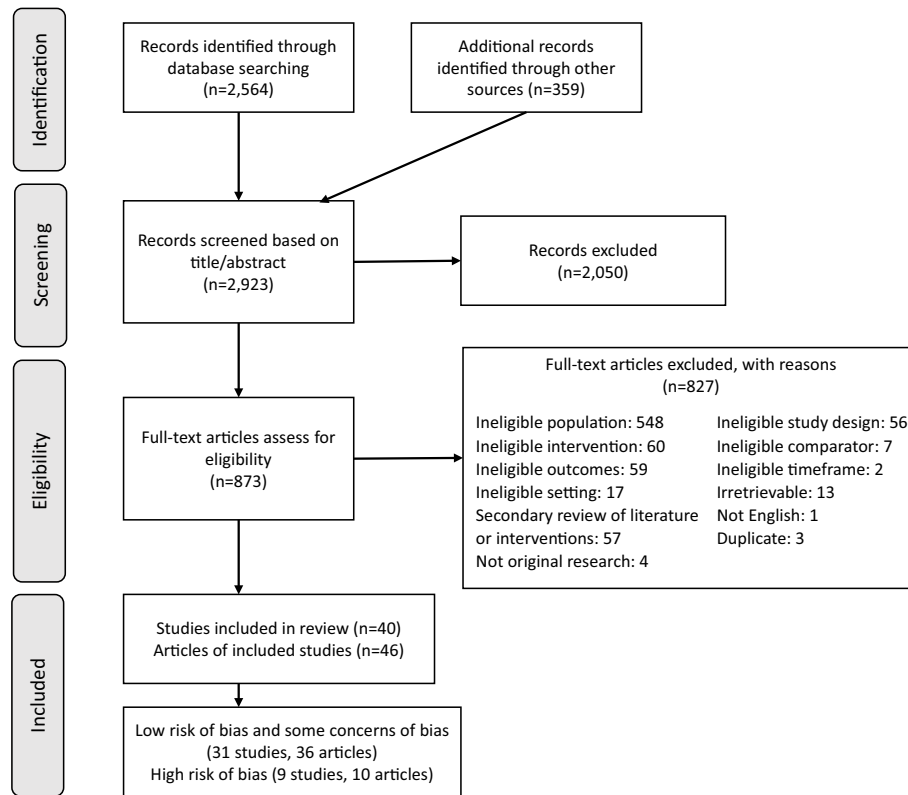 Identification
Records identified through
database searching
(n=2,564)
Additional records
identified through other
sources (n=359)
Screening
Records screened based on
title/abstract
(n=2,923)
Records excluded
(n=2,050)
Eligibility
Full-text articles assess for
eligibility
(n=873)
Full-text articles excluded, with reasons
(n=827)
Ineligible population: 548
Ineligible intervention: 60
Ineligible outcomes: 59
Ineligible setting: 17
Secondary review of literature
or interventions: 57
Not original research: 4
Ineligible study design: 56
Ineligible comparator: 7
Ineligible timeframe: 2
Irretrievable: 13
Not English: 1
Duplicate: 3
Included
Studies included in review (n=40)
Articles of included studies (n=46)
Low risk of bias and some concerns of bias
(31 studies, 36 articles)
High risk of bias (9 studies, 10 articles)